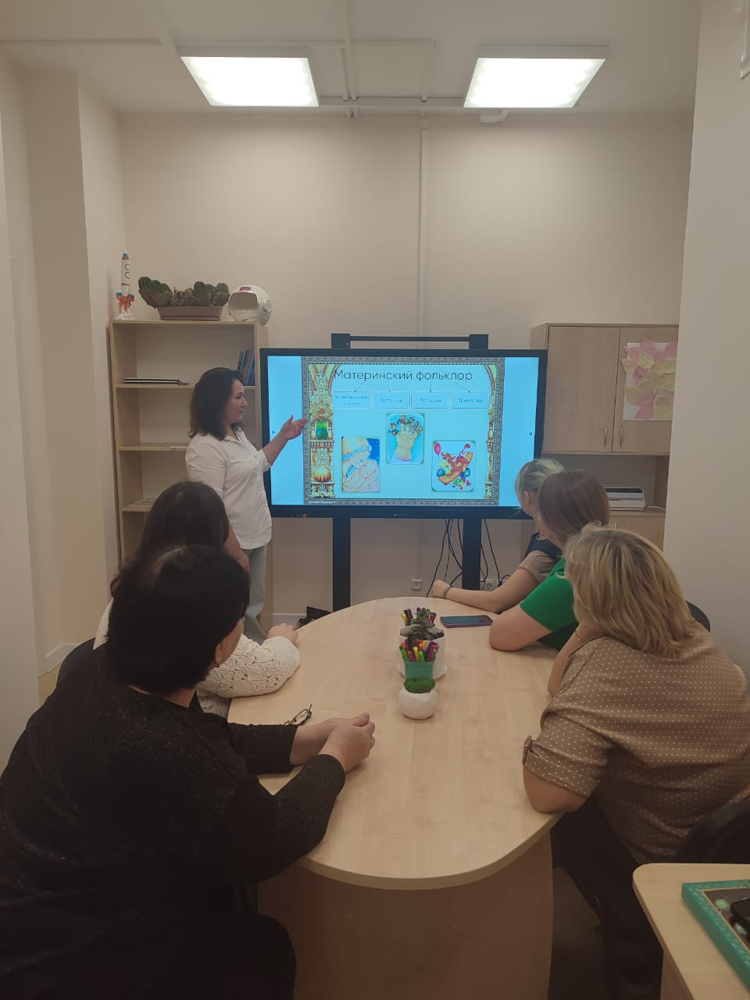 Материнский фольклор
Колыбельные песни
Пестушки
Потешки
Прибаутки